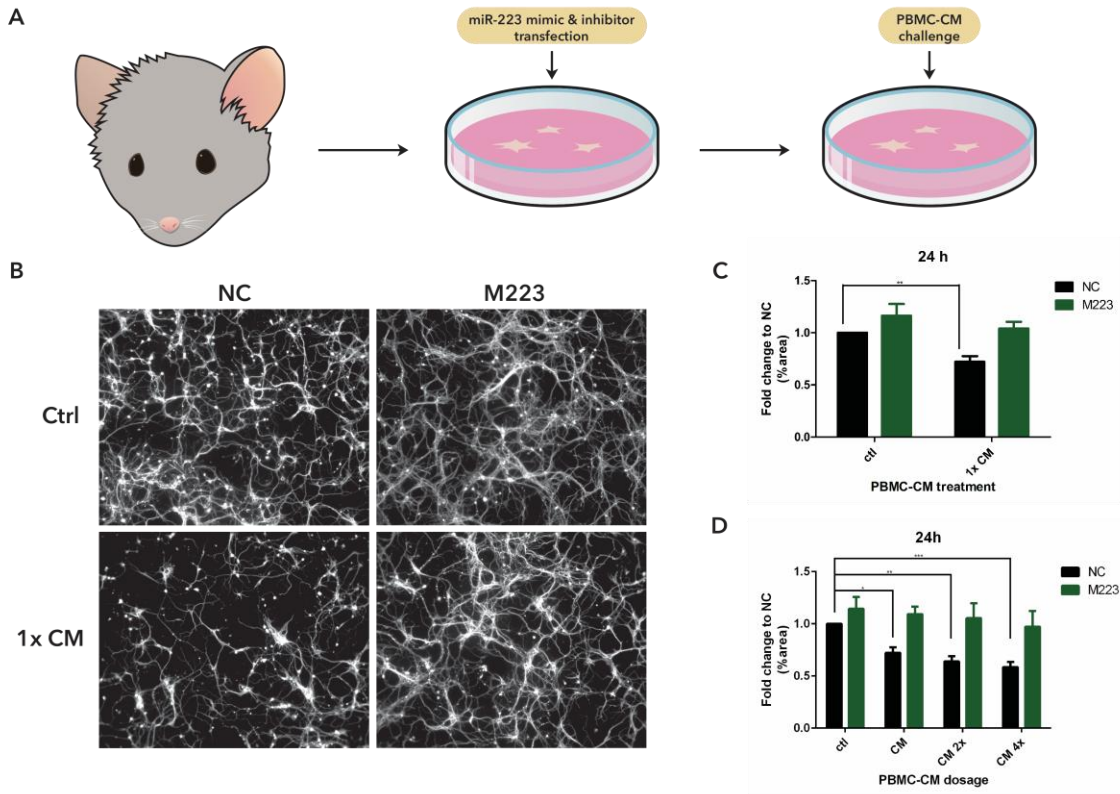 A
miR-223 mimic & inhibitor
transfection
PBMC-CM
challenge
B
NC
M223
Ctrl
1x CM
C
24 h
**
NC
M223
Fold change to NC
(%area)
1.5
1.0
0.5
0.0
ctl
1x CM
PBMC-CM treatment
D
24h
***
**
*
NC
M223
Fold change to NC
(%area)
1.5
1.0
0.5
0.0
ctl
CM
CM 2x
CM 4x
PBMC-CM dosage